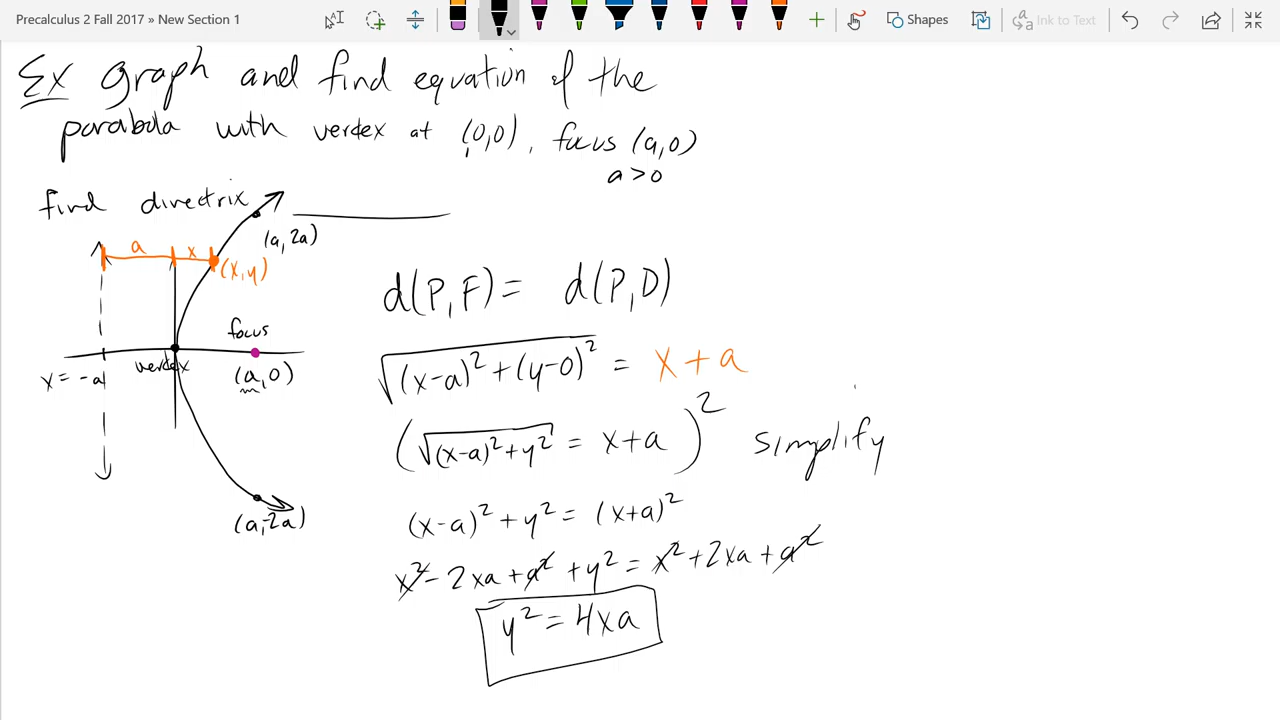 Precalculus 2 Fall 2017 » New Section 1
Shapes
Ink to Text
Ex graph and find equation of the
parabola with vertex at (0,0), focus (a,0)
a>0
find directrix
(a,2a)
a
x
(x,y)
focus
vertex
x=-a
(a,0)
(a,-2a)
d(P,F)= d(P,D)
√((x-a)²+(y-0)²) = x+a
(√((x-a)²+y²) = x+a)² simplify
(x-a)²+y²= (x+a)²
x²- 2xa+a²+y²= x²+2xa+a²
y²=4xa